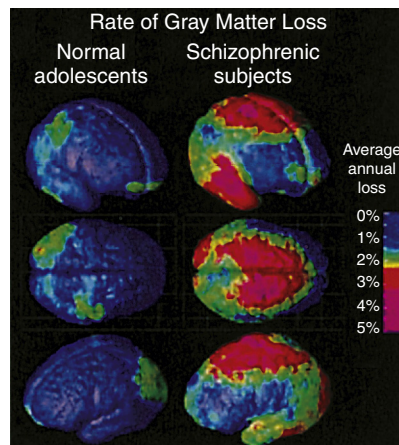 Rate of Gray Matter Loss
Normal
adolescents
Schizophrenic
subjects
Average
annual
loss
0%
1%
2%
3%
4%
5%